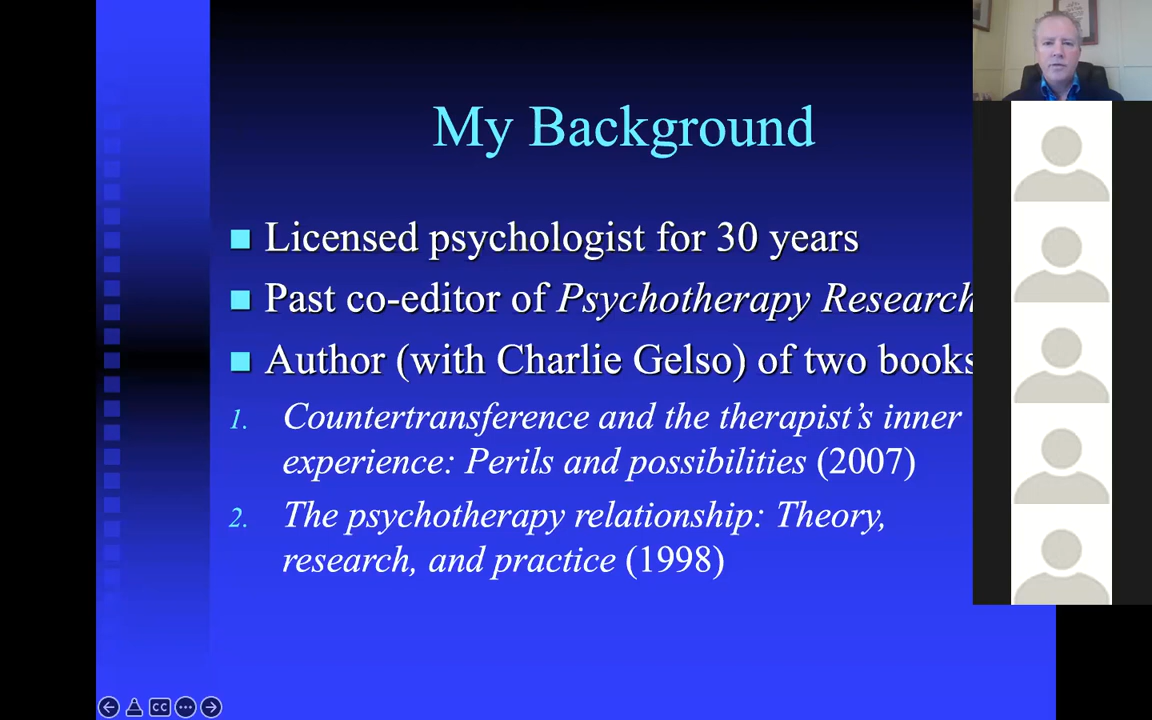 My Background
Licensed psychologist for 30 years
Past co-editor of Psychotherapy Research
Author (with Charlie Gelso) of two books
1. Countertransference and the therapist’s inner
experience: Perils and possibilities (2007)
2. The psychotherapy relationship: Theory,
research, and practice (1998)
CC